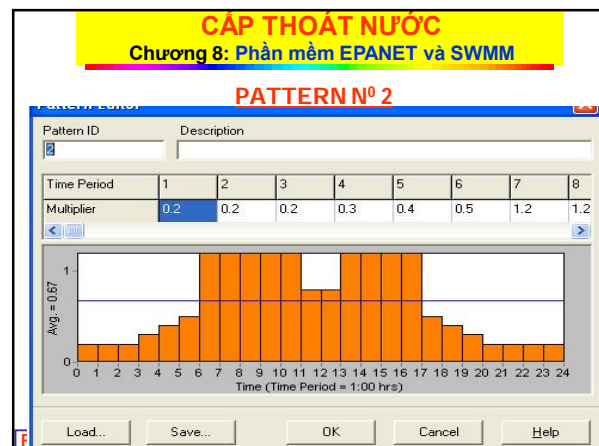 CẤP THOÁT NƯỚC
Chương 8: Phần mềm EPANET và SWMM
PATTERN Nº 2
Pattern Editor
Pattern ID Description
2
Time Period 1 2 3 4 5 6 7 8
Multiplier 0.2 0.2 0.2 0.3 0.4 0.5 1.2 1.2
1
Avg. = 0.67
0
0 1 2 3 4 5 6 7 8 9 10 11 12 13 14 15 16 17 18 19 20 21 22 23 24
Time (Time Period = 1:00 hrs)
Load... Save... OK Cancel Help